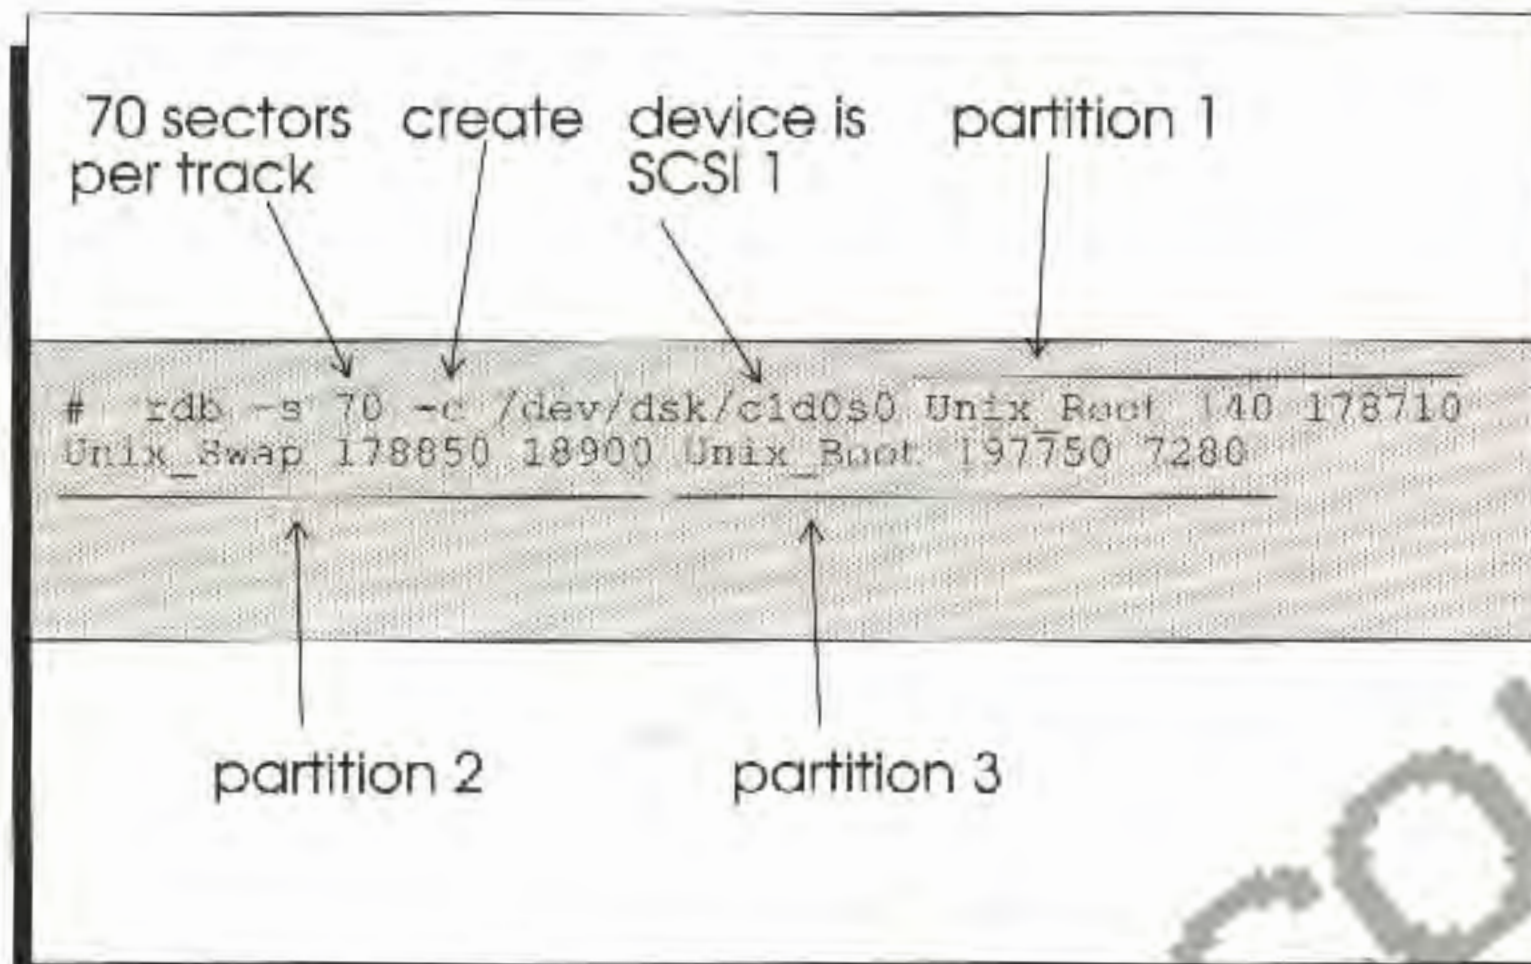 70 sectors per track
create
device is SCSI 1
partition 1
# rdb -s 70 -c /dev/dsk/c1d0s0 Unix_Root 140 178710
Unix_Swap 178850 18900 Unix_Boot 197750 7280
partition 2
partition 3